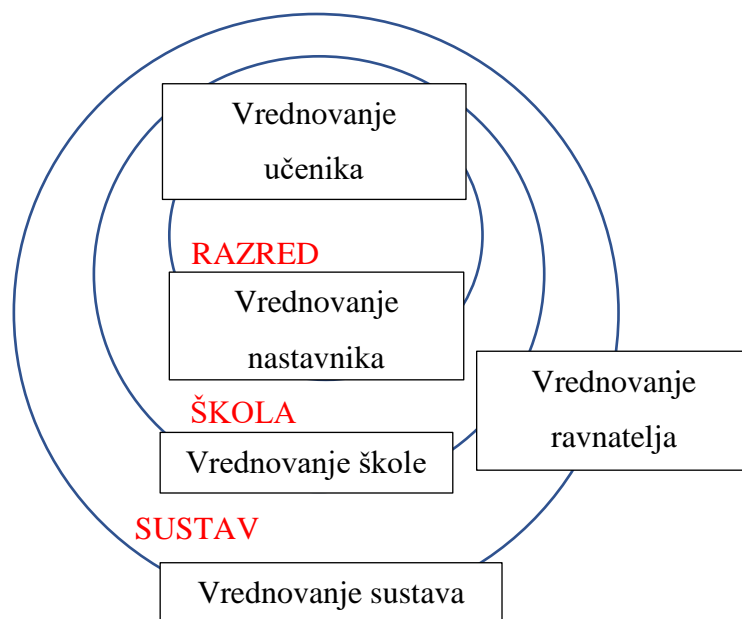 Vrednovanje
učenika
RAZRED
Vrednovanje
nastavnika
Vrednovanje
ravnatelja
ŠKOLA
Vrednovanje škole
SUSTAV
Vrednovanje sustava